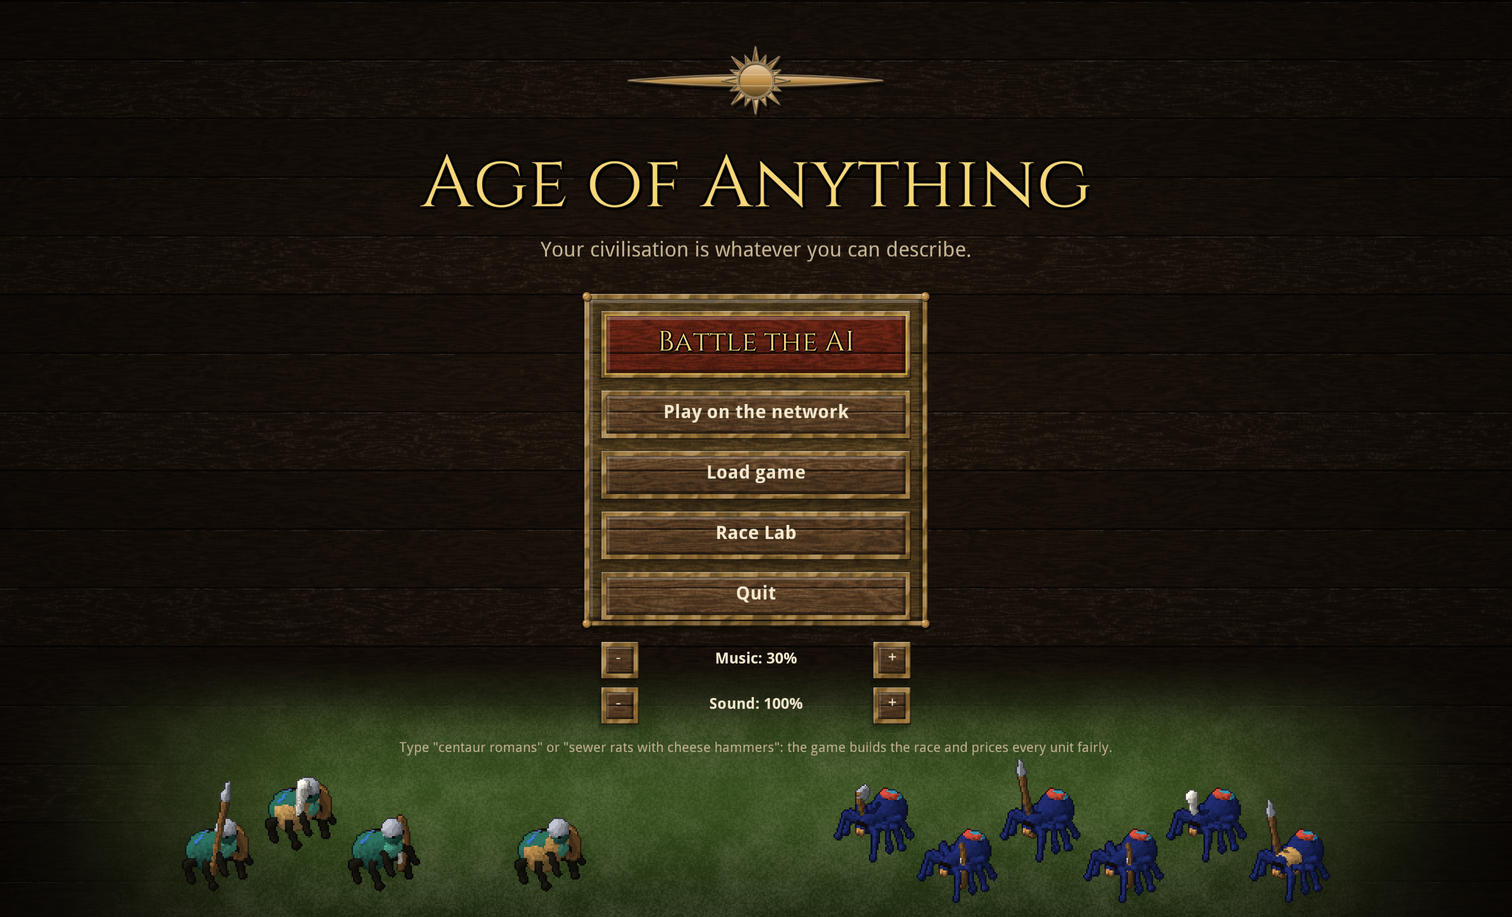 Age of Anything
Your civilisation is whatever you can describe.
Battle the AI
Play on the network
Load game
Race Lab
Quit
- Music: 30% +
- Sound: 100% +
Type "centaur romans" or "sewer rats with cheese hammers": the game builds the race and prices every unit fairly.